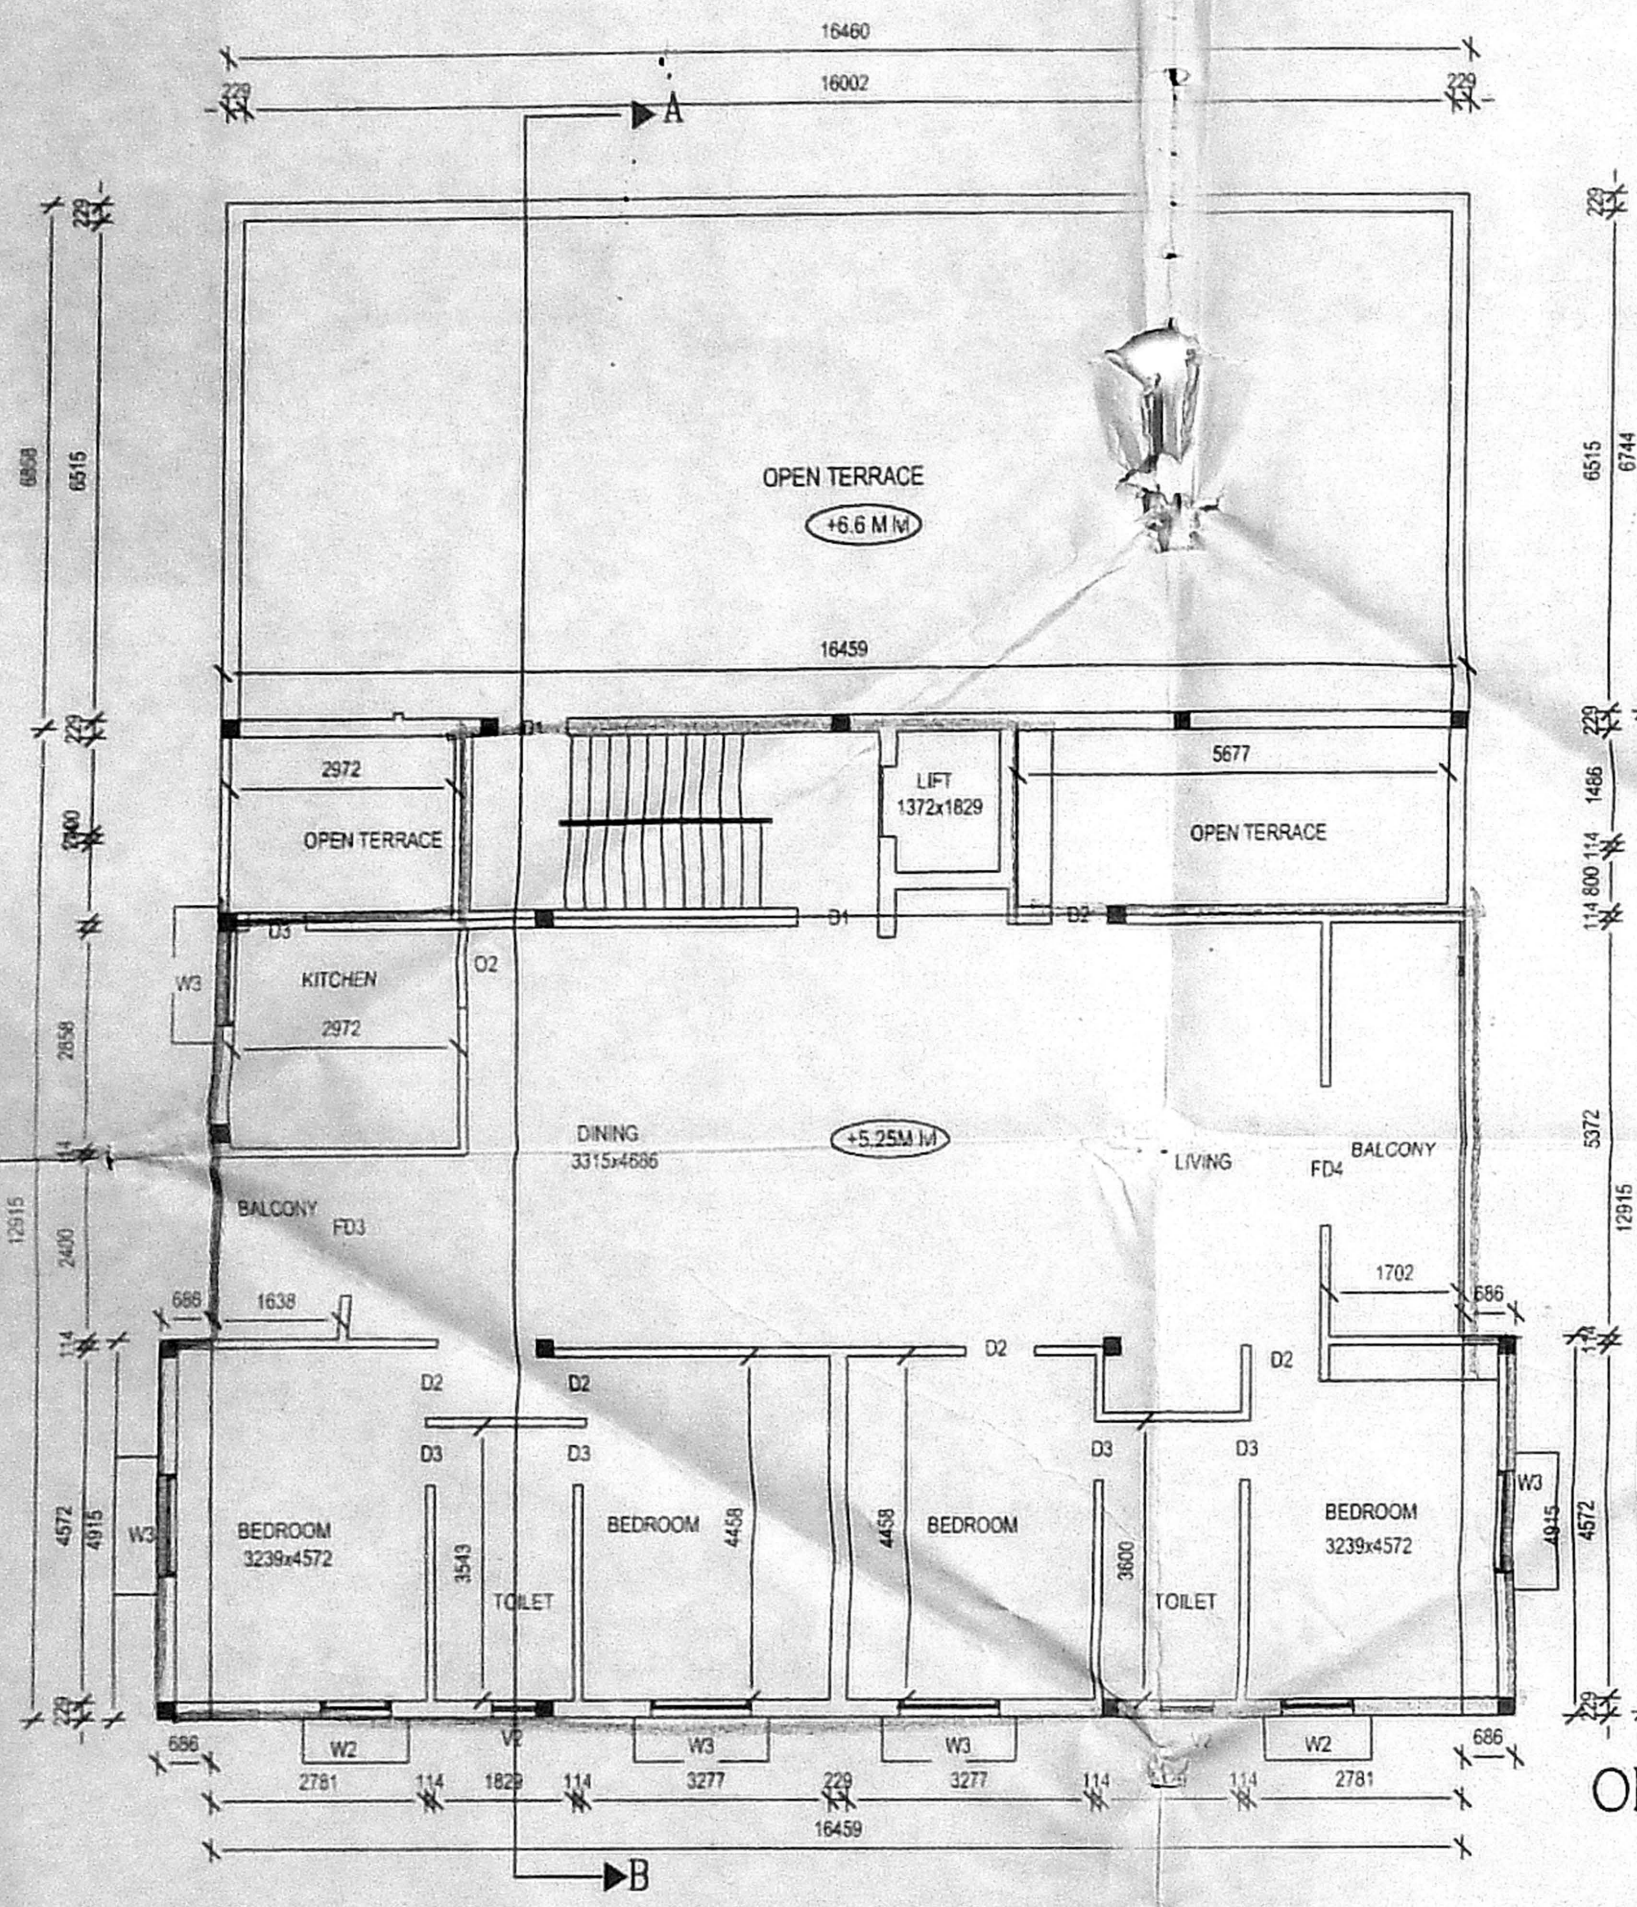 16460
229
16002
229
A
229
229
6858
6515
6515
6744
OPEN TERRACE
+6.6 M lvl
16459
229
D1
229
2972
LIFT
1372x1829
5677
1486
OPEN TERRACE
OPEN TERRACE
114
800
114
D3
D1
D2
W3
KITCHEN
O2
2972
2858
DINING
3315x4686
+5.25M lvl
LIVING
FD4
BALCONY
5372
114
BALCONY
FD3
12915
12915
2400
686
1638
1702
686
114
114
D2
D2
D2
D2
D3
D3
D3
D3
4572
4915
W3
BEDROOM
3239x4572
3543
TOILET
BEDROOM
4458
4458
BEDROOM
3600
TOILET
BEDROOM
3239x4572
W3
4915
4572
229
229
686
W2
V2
W3
W3
V2
W2
686
2781
114
1829
114
3277
229
3277
114
114
2781
16459
B